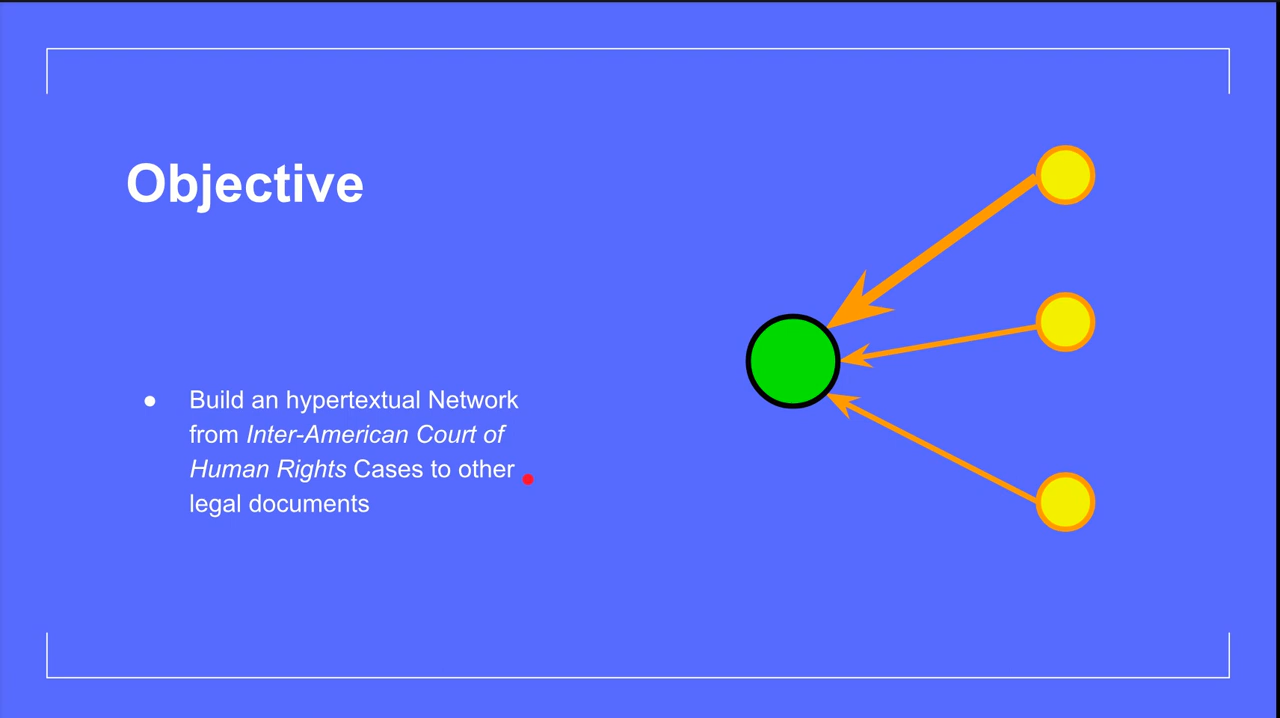 Objective
● Build an hypertextual Network
from Inter-American Court of
Human Rights Cases to other
legal documents